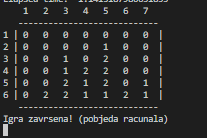 1 2 3 4 5 6 7
---------------------
1 | 0 0 0 0 0 0 0 |
2 | 0 0 0 0 1 0 0 |
3 | 0 0 1 0 2 0 0 |
4 | 0 0 1 2 2 0 0 |
5 | 0 0 2 1 2 0 1 |
6 | 0 2 2 1 1 2 1 |
---------------------
Igra zavrsena! (pobjeda racunala)